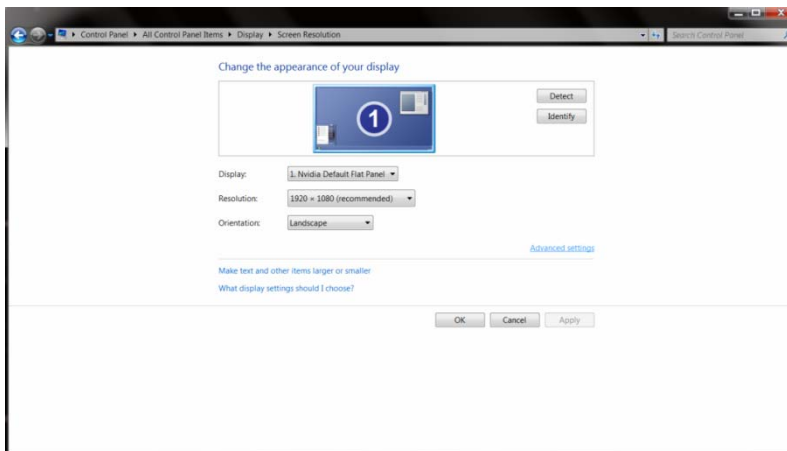 Control Panel ▸ All Control Panel Items ▸ Display ▸ Screen Resolution
Search Control Panel
Change the appearance of your display
1
Detect
Identify
Display: 1. Nvidia Default Flat Panel
Resolution: 1920 × 1080 (recommended)
Orientation: Landscape
Advanced settings
Make text and other items larger or smaller
What display settings should I choose?
OK Cancel Apply